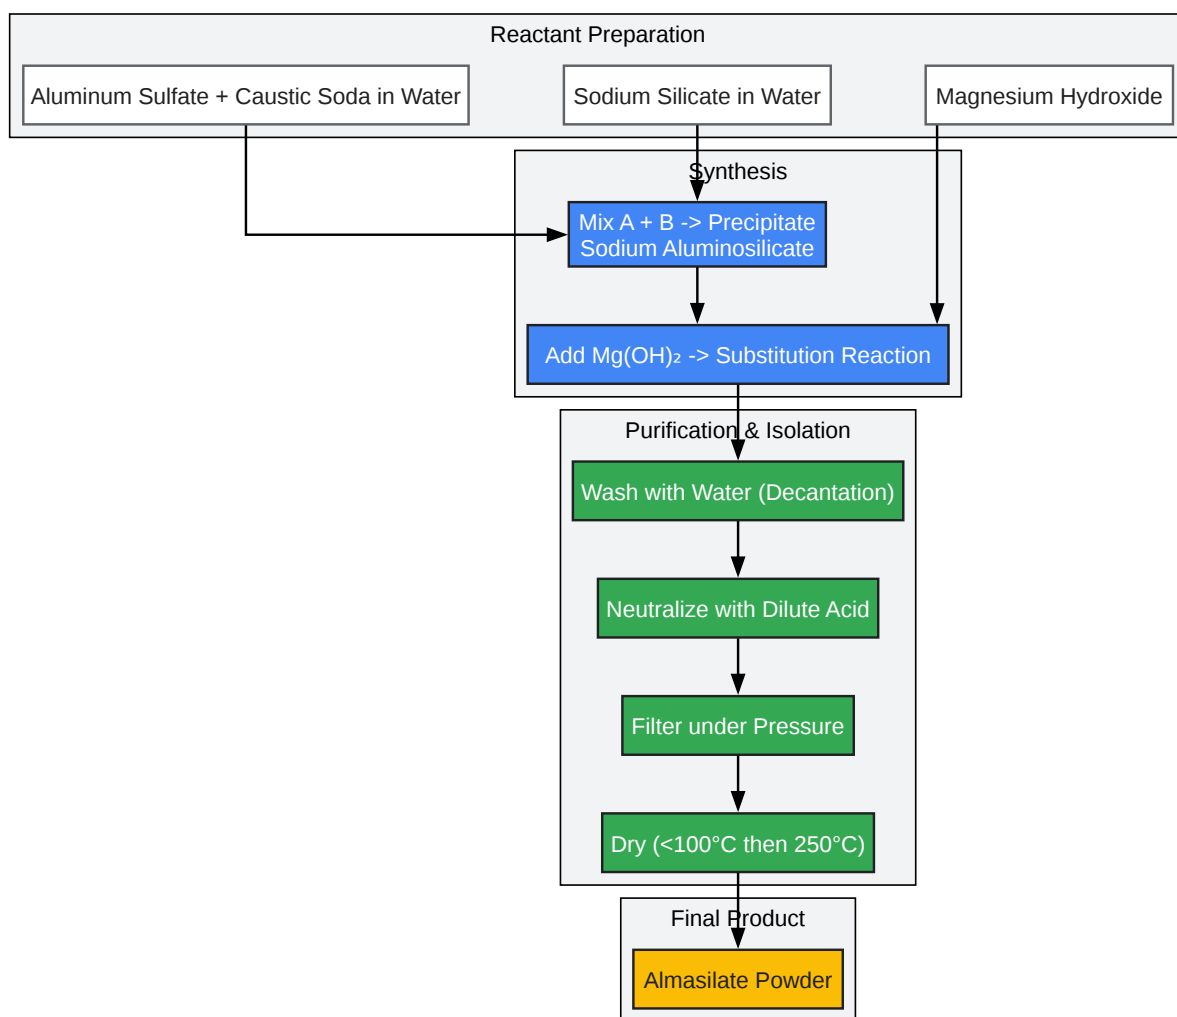 Reactant Preparation
Aluminum Sulfate + Caustic Soda in Water
Sodium Silicate in Water
Magnesium Hydroxide
Synthesis
Mix A + B -> Precipitate
Sodium Aluminosilicate
Add Mg(OH)₂ -> Substitution Reaction
Purification & Isolation
Wash with Water (Decantation)
Neutralize with Dilute Acid
Filter under Pressure
Dry (<100°C then 250°C)
Final Product
Almasilate Powder